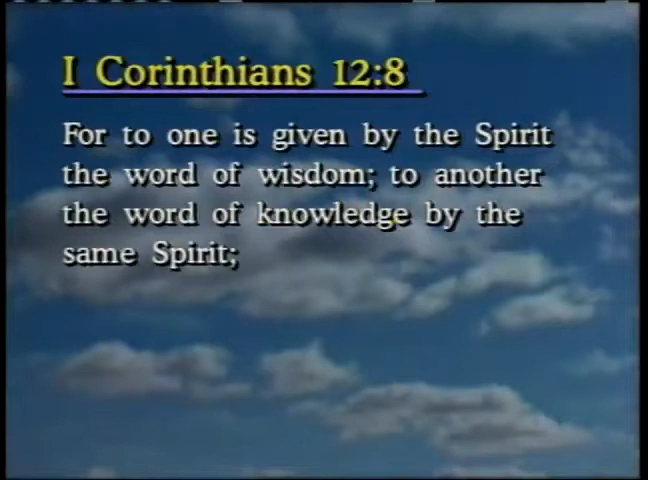 I Corinthians 12:8
For to one is given by the Spirit
the word of wisdom; to another
the word of knowledge by the
same Spirit;